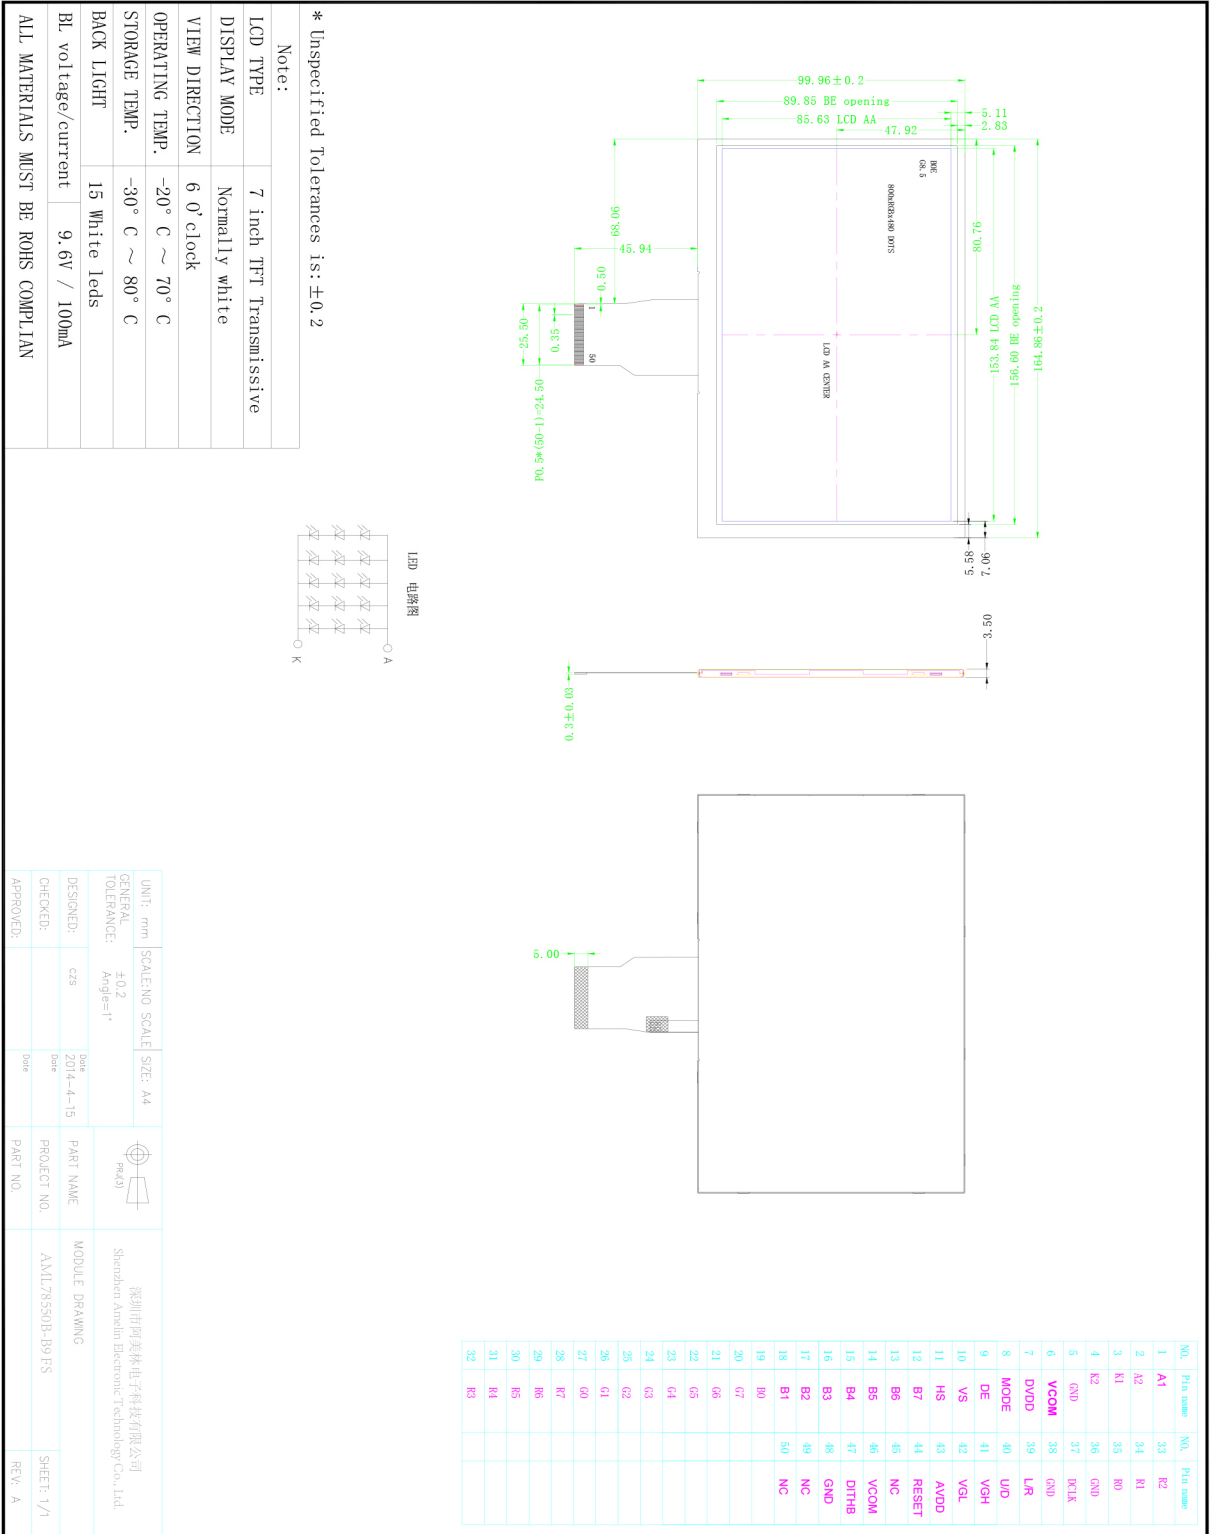 99.96±0.2
89.85 BE opening
85.63 LCD AA
47.92
5.11
2.83
BOE
G8.5
800xRGBx480 DOTS
LCD AA CENTER
80.76
153.84 LCD AA
156.60 BE opening
164.86±0.2
68.06
45.94
0.50
1
50
0.35
25.50
P0.5*(50-1)=24.50
7.06
5.58
3.50
0.3±0.03
5.00
* Unspecified Tolerances is:±0.2
Note:
LCD TYPE 7 inch TFT Transmissive
DISPLAY MODE Normally white
VIEW DIRECTION 6 O'clock
OPERATING TEMP. -20° C ~ 70° C
STORAGE TEMP. -30° C ~ 80° C
BACK LIGHT 15 White leds
BL voltage/current 9.6V / 100mA
ALL MATERIALS MUST BE ROHS COMPLIAN
LED 电路图
A
K
NO. Pin name NO. Pin name
1 A1 33 R2
2 A2 34 R1
3 K1 35 R0
4 K2 36 GND
5 GND 37 DCLK
6 VCOM 38 GND
7 DVDD 39 L/R
8 MODE 40 U/D
9 DE 41 VGH
10 VS 42 VGL
11 HS 43 AVDD
12 B7 44 RESET
13 B6 45 NC
14 B5 46 VCOM
15 B4 47 DITHB
16 B3 48 GND
17 B2 49 NC
18 B1 50 NC
19 B0
20 G7
21 G6
22 G5
23 G4
24 G3
25 G2
26 G1
27 G0
28 R7
29 R6
30 R5
31 R4
32 R3
UNIT: mm SCALE:NO SCALE SIZE: A4
GENERAL
TOLERANCE:
±0.2
Angle=1°
DESIGNED: czs Date 2014-4-15
CHECKED: Date
APPROVED: Date
PRJ(3)
深圳市阿美林电子科技有限公司
Shenzhen Amelin Electronic Technology Co., Ltd.
PART NAME MODULE DRAWING
PROJECT NO. AML78550B-B9 FS SHEET: 1/1
PART NO. REV: A